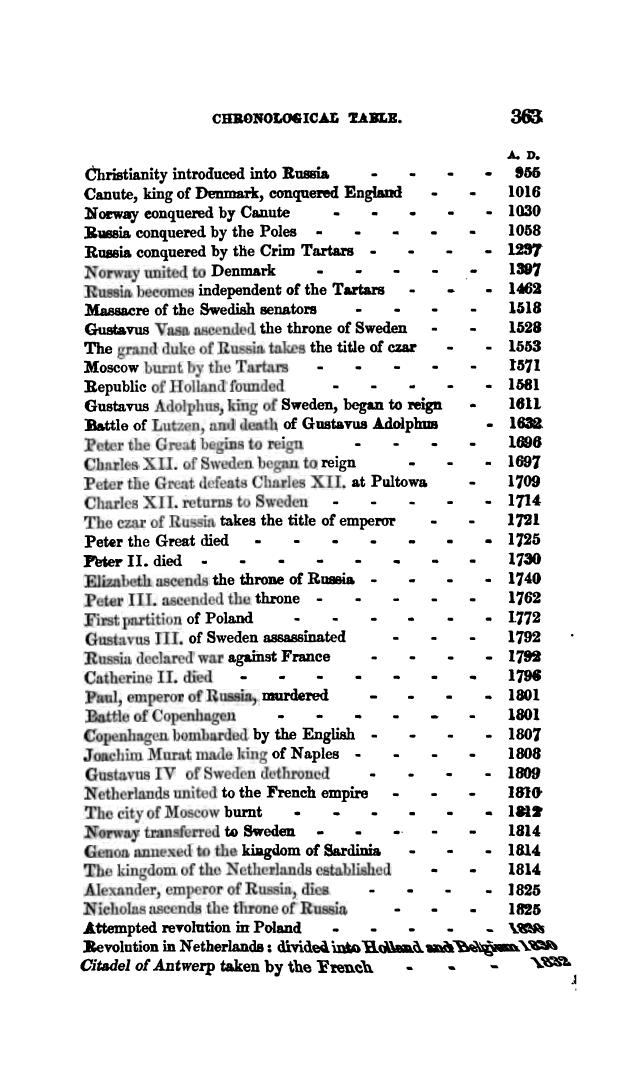 CHRONOLOGICAL TABLE. 363
A. D.
Christianity introduced into Russia - - - - 955
Canute, king of Denmark, conquered England - - 1016
Norway conquered by Canute - - - - - 1030
Russia conquered by the Poles - - - - - 1058
Russia conquered by the Crim Tartars - - - - 1237
Norway united to Denmark - - - - - 1397
Russia becomes independent of the Tartars - - - 1462
Massacre of the Swedish senators - - - - 1518
Gustavus Vasa ascended the throne of Sweden - - 1528
The grand duke of Russia takes the title of czar - - 1553
Moscow burnt by the Tartars - - - - - 1571
Republic of Holland founded - - - - - 1581
Gustavus Adolphus, king of Sweden, began to reign - 1611
Battle of Lutzen, and death of Gustavus Adolphus - 1632
Peter the Great begins to reign - - - - 1696
Charles XII. of Sweden began to reign - - - 1697
Peter the Great defeats Charles XII. at Pultowa - 1709
Charles XII. returns to Sweden - - - - - 1714
The czar of Russia takes the title of emperor - - 1721
Peter the Great died - - - - - - - 1725
Peter II. died - - - - - - - - 1730
Elizabeth ascends the throne of Russia - - - - 1740
Peter III. ascended the throne - - - - - 1762
First partition of Poland - - - - - - 1772
Gustavus III. of Sweden assassinated - - - 1792
Russia declared war against France - - - - 1792
Catherine II. died - - - - - - - 1796
Paul, emperor of Russia, murdered - - - - 1801
Battle of Copenhagen - - - - - - 1801
Copenhagen bombarded by the English - - - - 1807
Joachim Murat made king of Naples - - - - 1808
Gustavus IV of Sweden dethroned - - - - 1809
Netherlands united to the French empire - - - 1810
The city of Moscow burnt - - - - - - 1812
Norway transferred to Sweden - - - - - 1814
Genoa annexed to the kingdom of Sardinia - - - 1814
The kingdom of the Netherlands established - - 1814
Alexander, emperor of Russia, dies - - - - 1825
Nicholas ascends the throne of Russia - - - 1825
Attempted revolution in Poland - - - - -
Revolution in Netherlands: divided into Holland and Belgium 1830
Citadel of Antwerp taken by the French - - - 1832